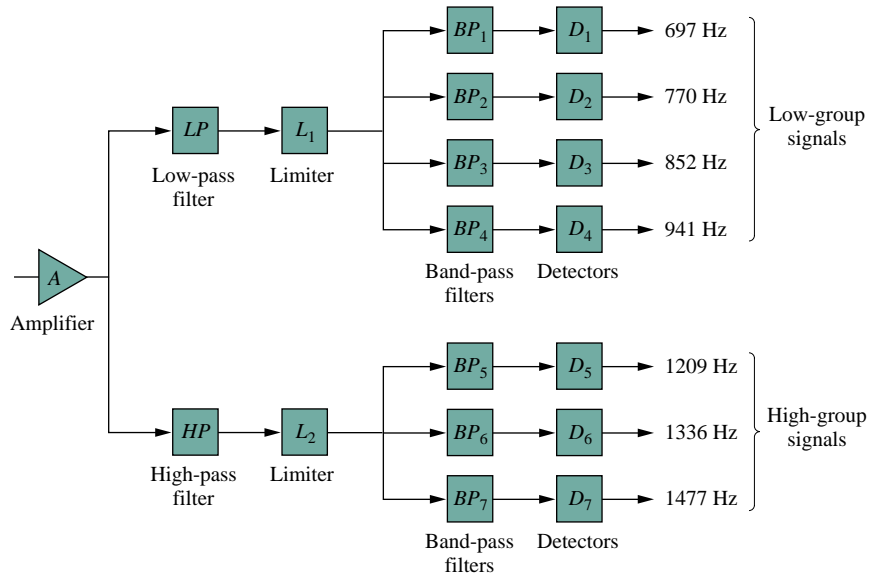 BP₁ D₁ 697 Hz
BP₂ D₂ 770 Hz
Low-group
signals
LP L₁
BP₃ D₃ 852 Hz
Low-pass
filter
Limiter
BP₄ D₄ 941 Hz
Band-pass
filters
Detectors
A
Amplifier
BP₅ D₅ 1209 Hz
HP L₂
BP₆ D₆ 1336 Hz
High-group
signals
High-pass
filter
Limiter
BP₇ D₇ 1477 Hz
Band-pass
filters
Detectors